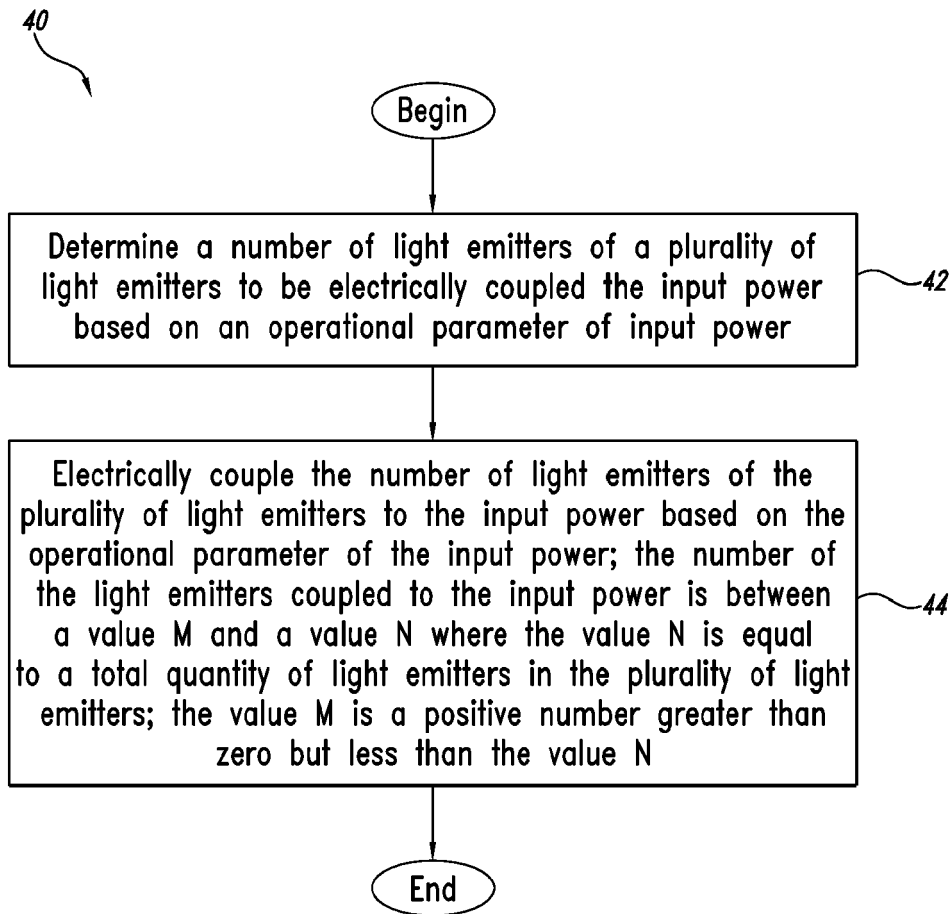 40
Begin
Determine a number of light emitters of a plurality of
light emitters to be electrically coupled the input power
based on an operational parameter of input power
42
Electrically couple the number of light emitters of the
plurality of light emitters to the input power based on the
operational parameter of the input power; the number of
the light emitters coupled to the input power is between
a value M and a value N where the value N is equal
to a total quantity of light emitters in the plurality of light
emitters; the value M is a positive number greater than
zero but less than the value N
44
End